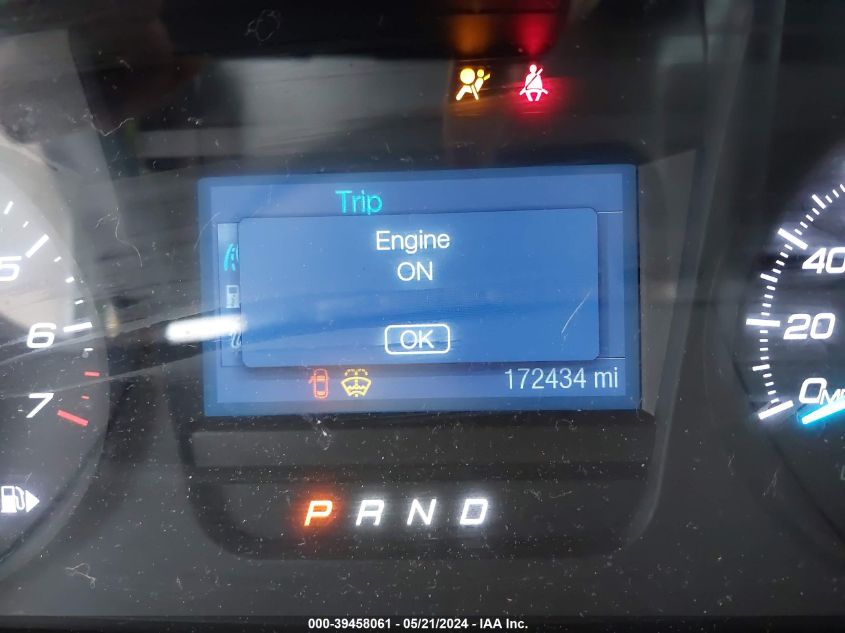 Trip
Engine
ON
OK
172434 mi
5
6
7
40
20
0
P R N D
000-39458061 - 05/21/2024 - IAA Inc.